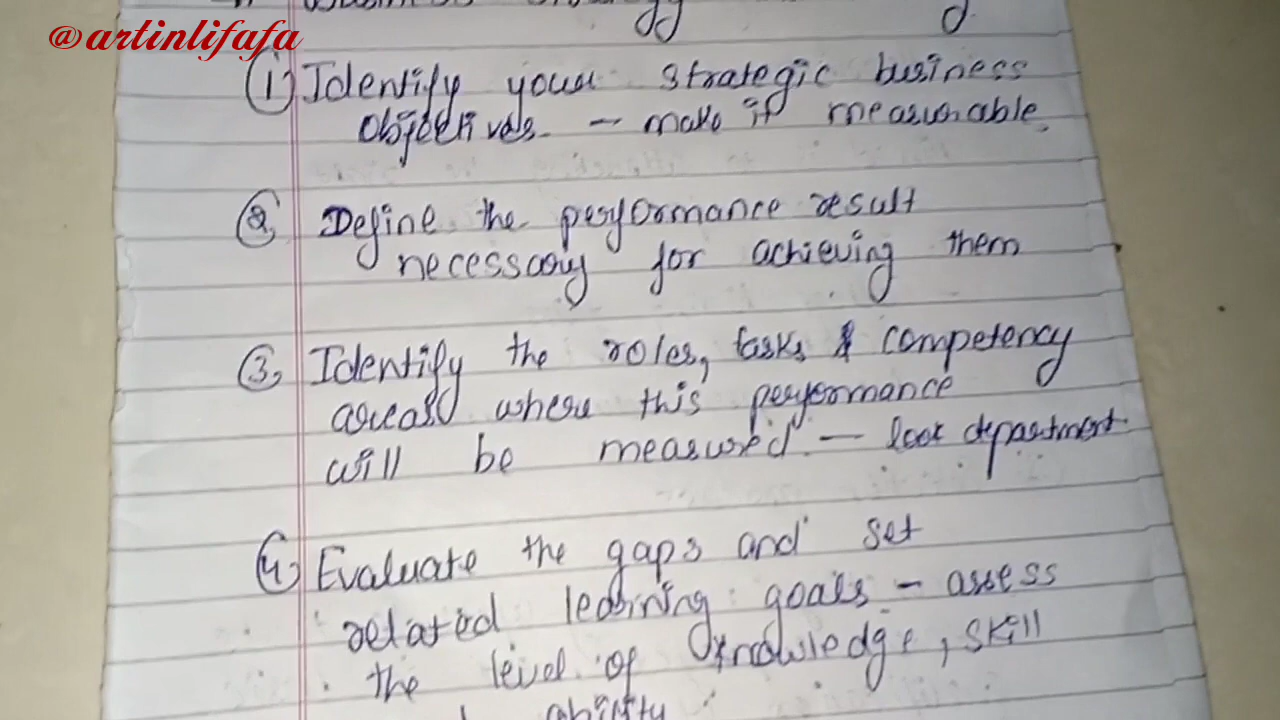 @artinlifafa
① Identify your strategic business
objectives - make it measurable.
②, Define the performance result
necessary for achieving them
③, Identify the roles, tasks & competency
areas where this performance
will be measured - look department.
④, Evaluate the gaps and set
related learning goals - assess
the level of knowledge, skill
ability